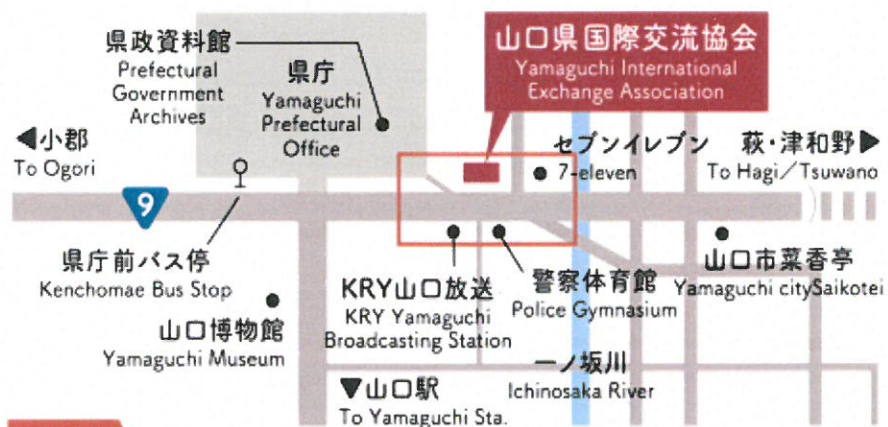 県政資料館
Prefectural
Government
Archives
県庁
Yamaguchi
Prefectural
Office
山口県国際交流協会
Yamaguchi International
Exchange Association
◀小郡
To Ogori
セブンイレブン
7-eleven
萩・津和野▶
To Hagi/Tsuwano
9
県庁前バス停
Kenchomae Bus Stop
山口博物館
Yamaguchi Museum
KRY山口放送
KRY Yamaguchi
Broadcasting Station
警察体育館
Police Gymnasium
山口市菜香亭
Yamaguchi citySaikotei
一ノ坂川
Ichinosaka River
▼山口駅
To Yamaguchi Sta.